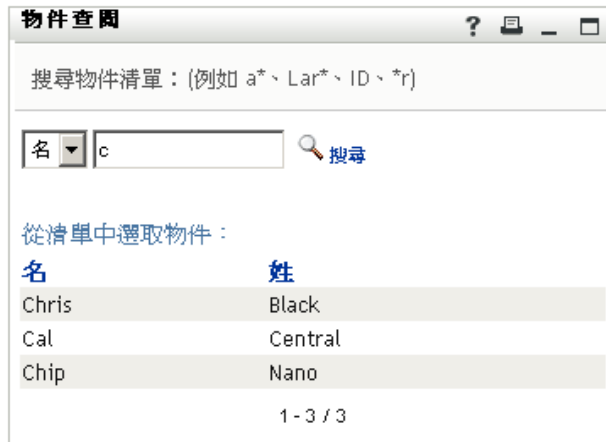 物件查閱 ?
搜尋物件清單：(例如 a*、Lar*、ID、*r)
名 c 搜尋
從清單中選取物件：
名 姓
Chris Black
Cal Central
Chip Nano
1 - 3 / 3